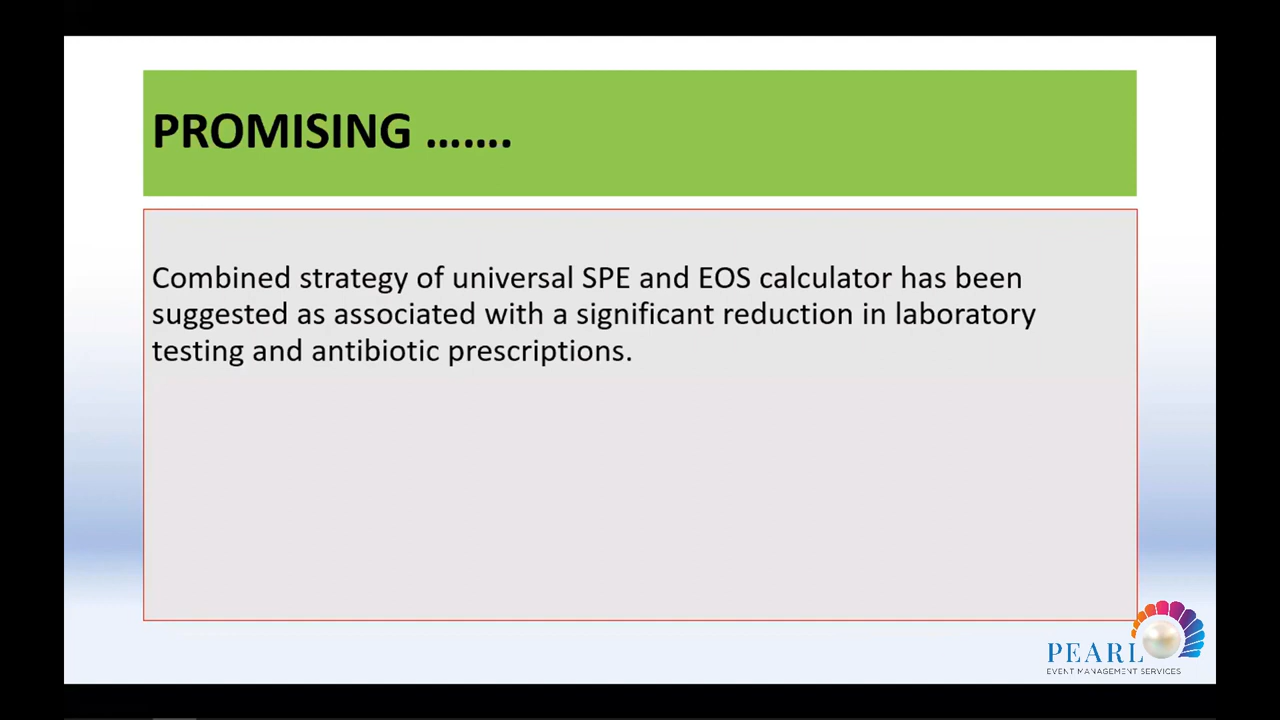 PROMISING .......
Combined strategy of universal SPE and EOS calculator has been
suggested as associated with a significant reduction in laboratory
testing and antibiotic prescriptions.
PEARL
EVENT MANAGEMENT SERVICES